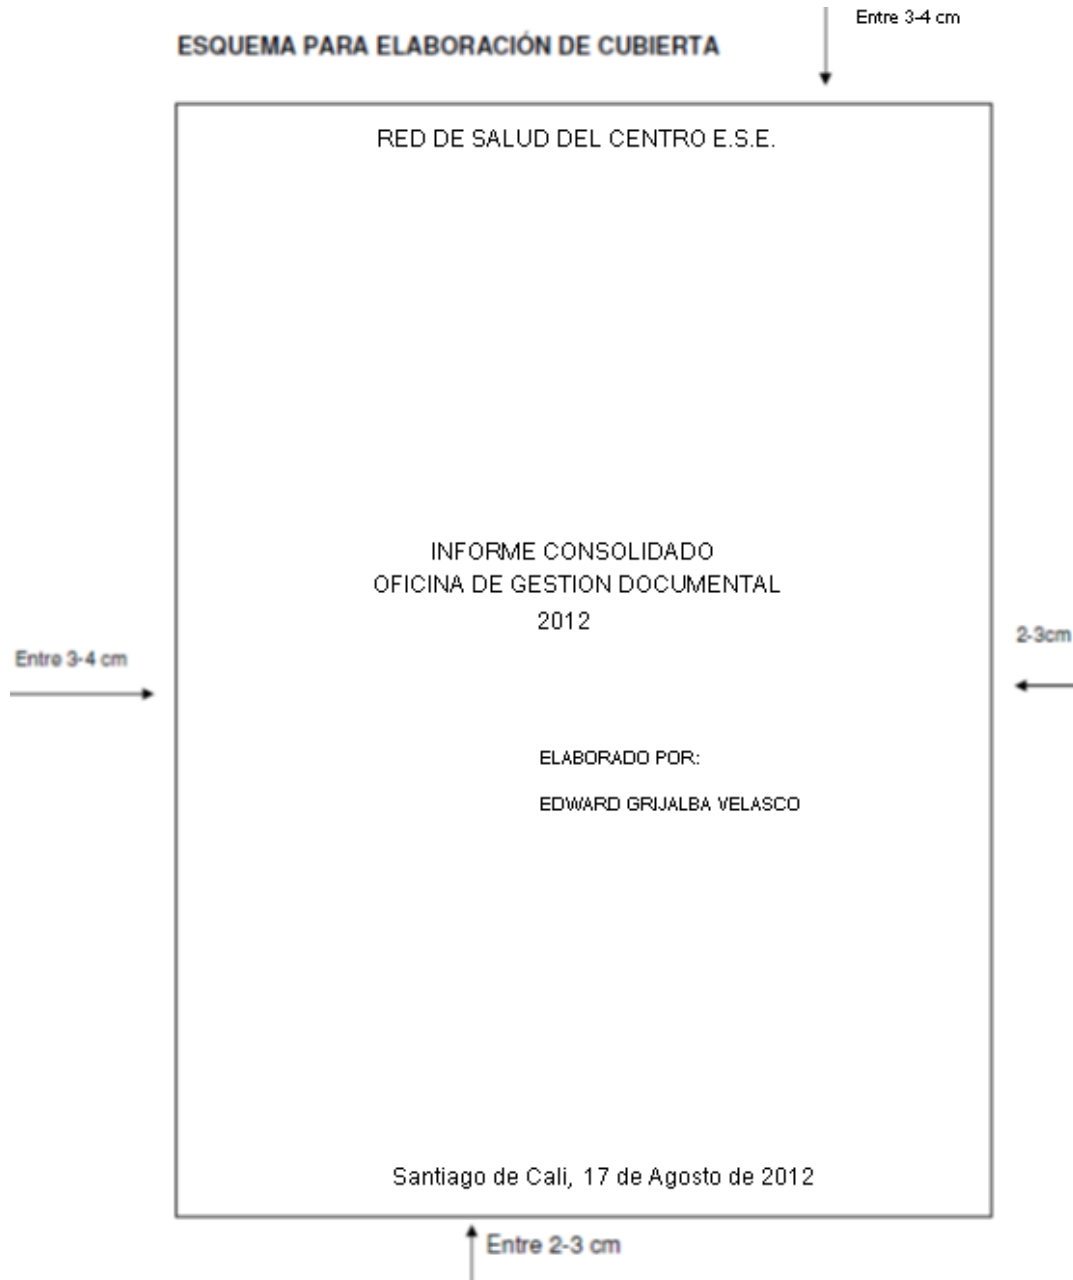 Entre 3-4 cm
ESQUEMA PARA ELABORACIÓN DE CUBIERTA
RED DE SALUD DEL CENTRO E.S.E.
INFORME CONSOLIDADO
OFICINA DE GESTION DOCUMENTAL
2012
2-3cm
Entre 3-4 cm
ELABORADO POR:
EDWARD GRIJALBA VELASCO
Santiago de Cali, 17 de Agosto de 2012
Entre 2-3 cm